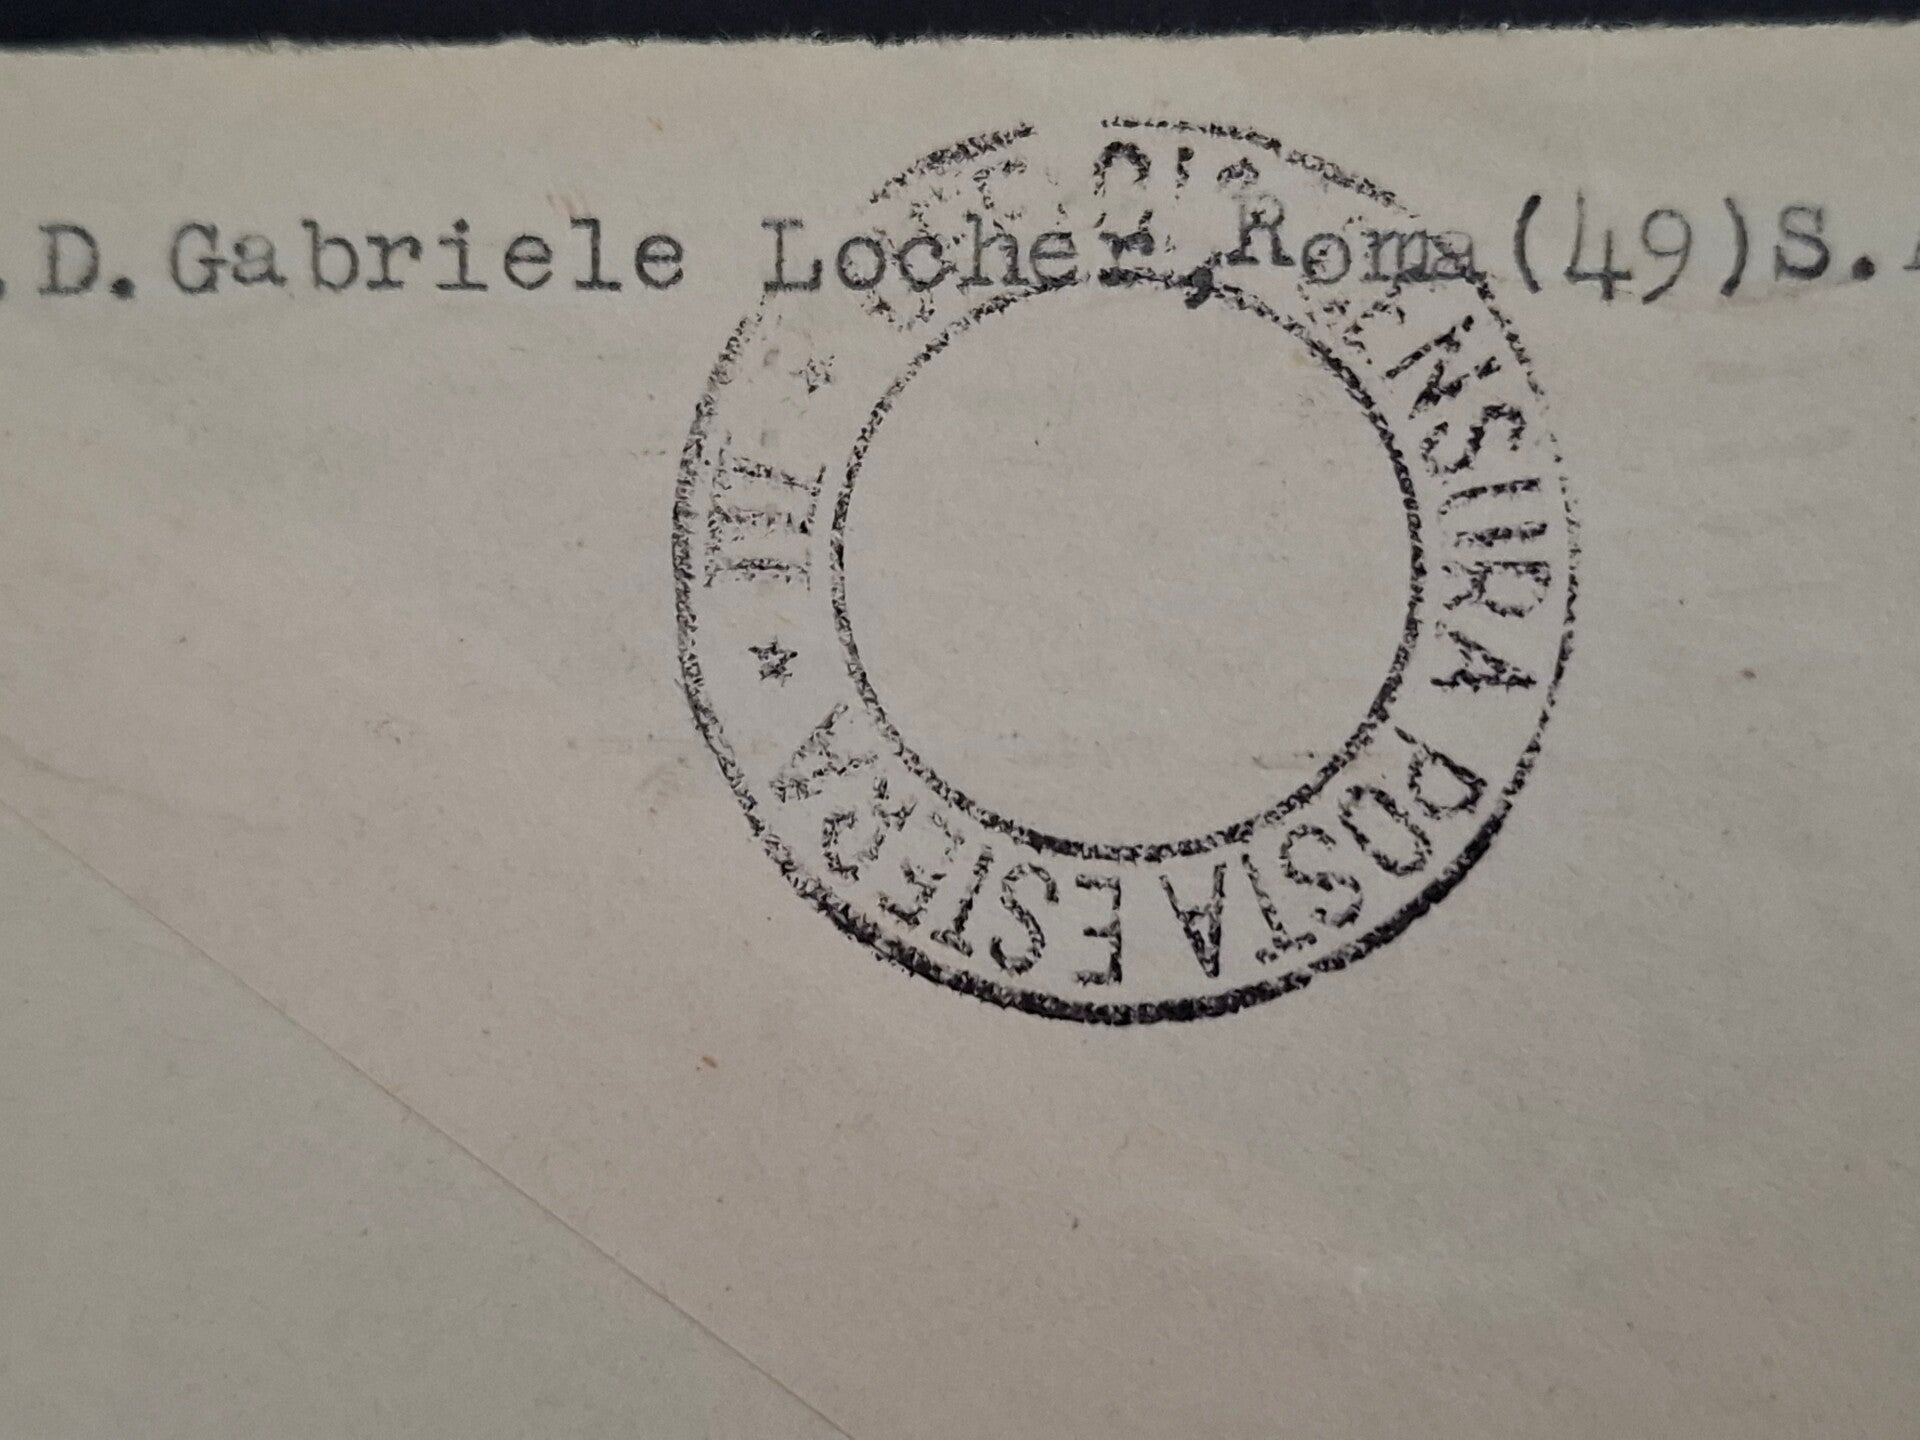 .D.Gabriele Locher, Roma(49)S.
CENSURA POSTA ESTERA
★ III ★